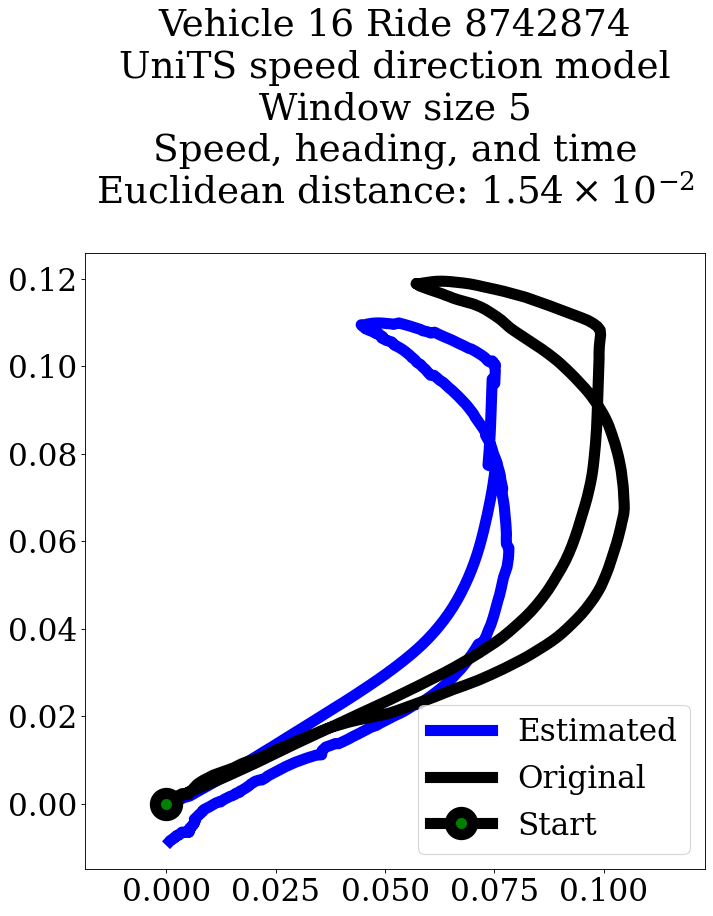 Vehicle 16 Ride 8742874
UniTS speed direction model
Window size 5
Speed, heading, and time
Euclidean distance: 1.54 × 10⁻²
0.12
0.10
0.08
0.06
0.04
0.02
0.00
Estimated
Original
Start
0.000 0.025 0.050 0.075 0.100